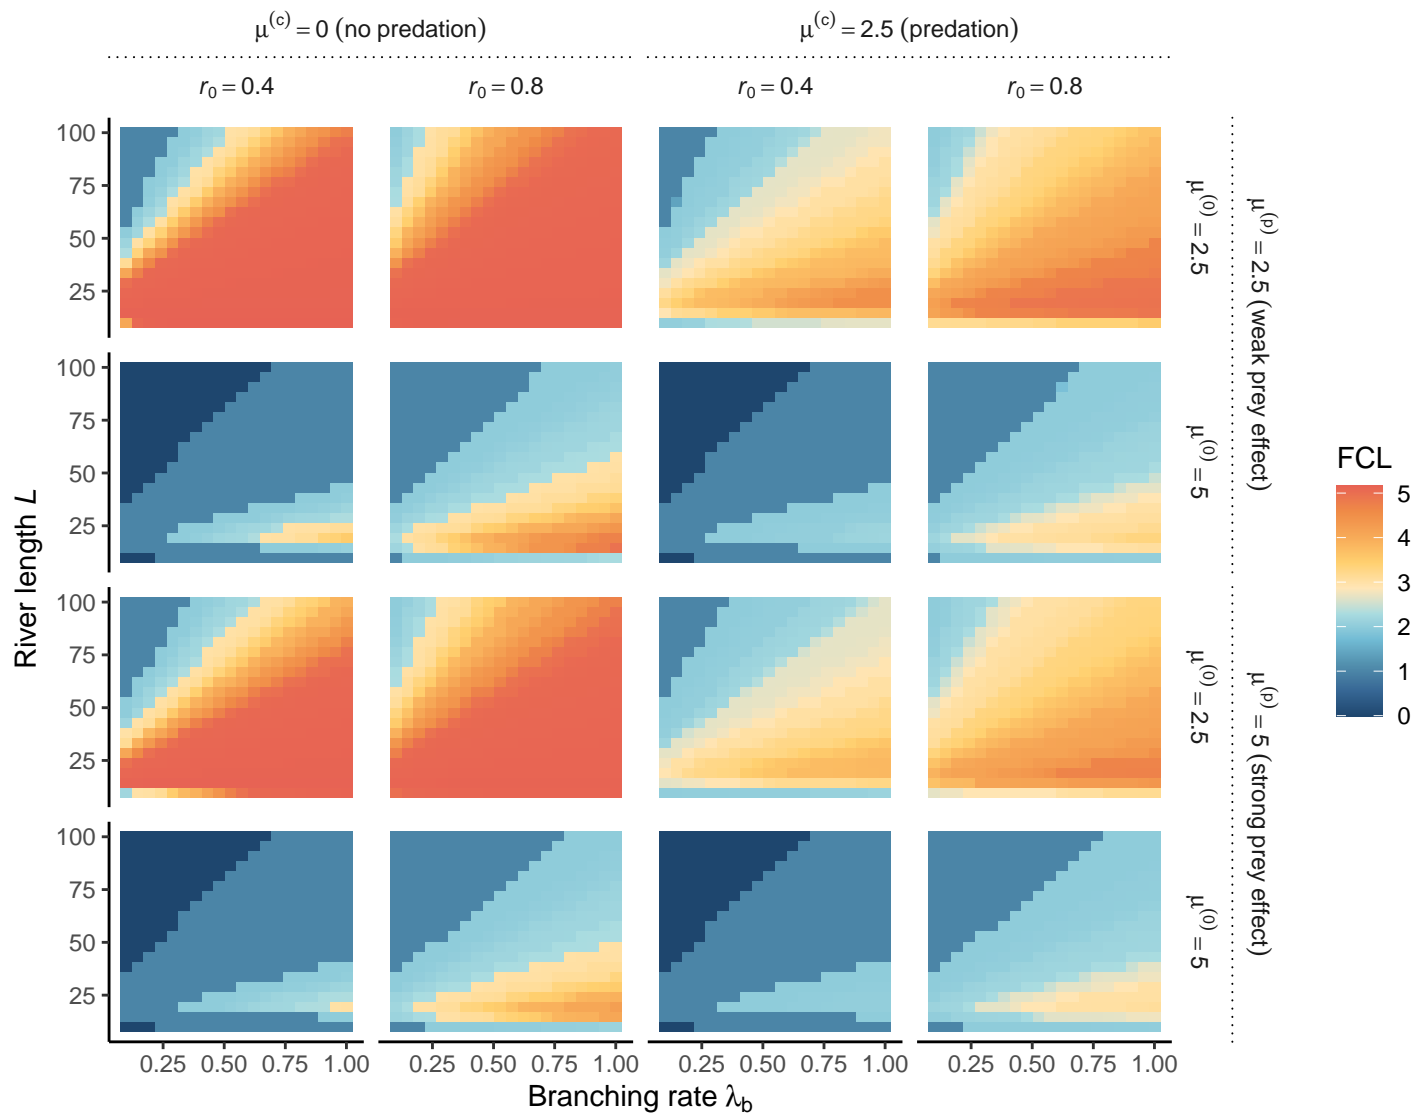 μ(c) = 0 (no predation)
μ(c) = 2.5 (predation)
r0 = 0.4
r0 = 0.8
r0 = 0.4
r0 = 0.8
100
75
50
25
100
75
50
25
100
75
50
25
100
75
50
25
River length L
0.25 0.50 0.75 1.00
0.25 0.50 0.75 1.00
0.25 0.50 0.75 1.00
0.25 0.50 0.75 1.00
Branching rate λb
μ(0) = 2.5
μ(0) = 5
μ(0) = 2.5
μ(0) = 5
μ(p) = 2.5 (weak prey effect)
μ(p) = 5 (strong prey effect)
FCL
5
4
3
2
1
0